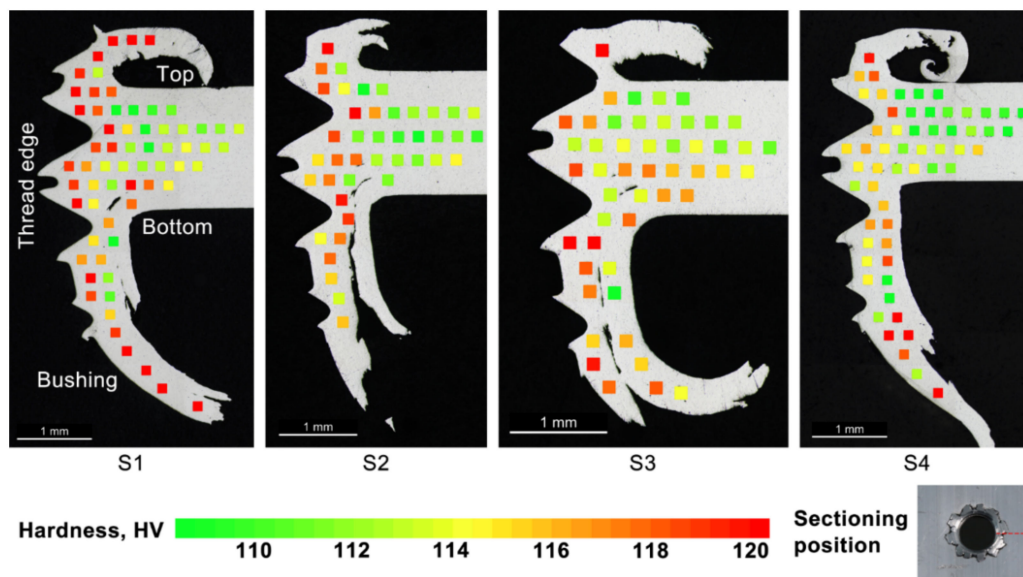 Top
Thread edge
Bottom
Bushing
1 mm
1 mm
1 mm
1 mm
S1
S2
S3
S4
Hardness, HV
110
112
114
116
118
120
Sectioning
position